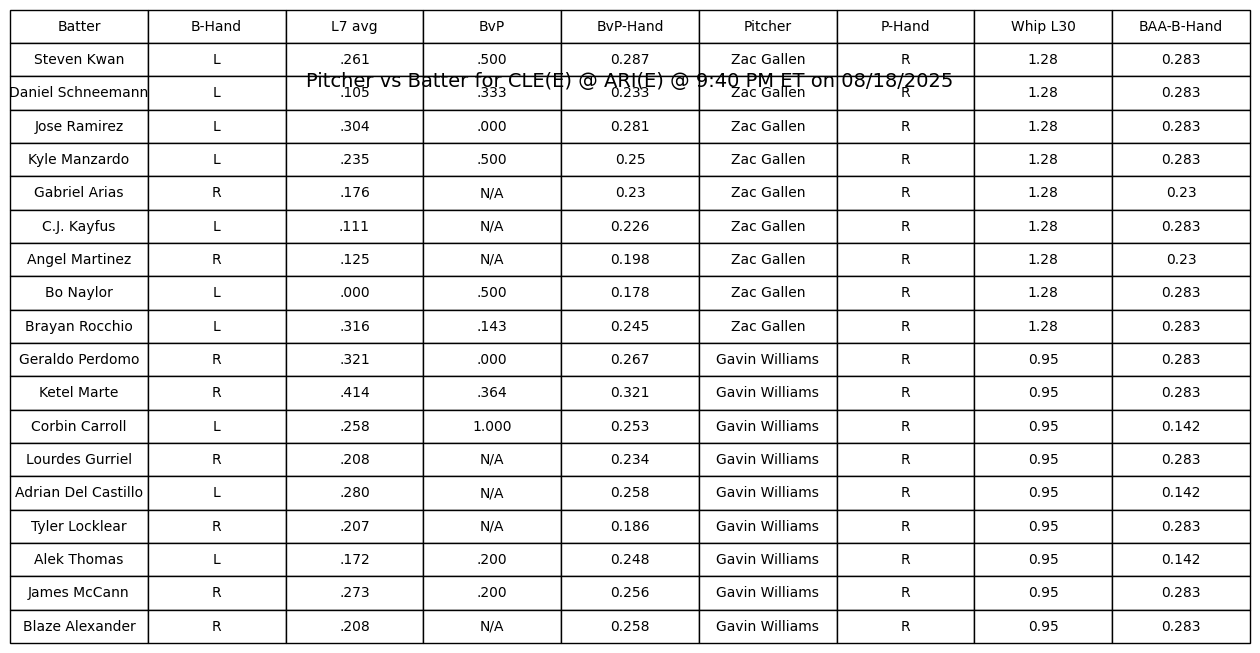 Batter B-Hand L7 avg BvP BvP-Hand Pitcher P-Hand Whip L30 BAA-B-Hand
Steven Kwan L .261 .500 0.287 Zac Gallen R 1.28 0.283
Pitcher vs Batter for CLE(E) @ ARI(E) @ 9:40 PM ET on 08/18/2025
Daniel Schneemann L .105 .333 0.233 Zac Gallen R 1.28 0.283
Jose Ramirez L .304 .000 0.281 Zac Gallen R 1.28 0.283
Kyle Manzardo L .235 .500 0.25 Zac Gallen R 1.28 0.283
Gabriel Arias R .176 N/A 0.23 Zac Gallen R 1.28 0.23
C.J. Kayfus L .111 N/A 0.226 Zac Gallen R 1.28 0.283
Angel Martinez R .125 N/A 0.198 Zac Gallen R 1.28 0.23
Bo Naylor L .000 .500 0.178 Zac Gallen R 1.28 0.283
Brayan Rocchio L .316 .143 0.245 Zac Gallen R 1.28 0.283
Geraldo Perdomo R .321 .000 0.267 Gavin Williams R 0.95 0.283
Ketel Marte R .414 .364 0.321 Gavin Williams R 0.95 0.283
Corbin Carroll L .258 1.000 0.253 Gavin Williams R 0.95 0.142
Lourdes Gurriel R .208 N/A 0.234 Gavin Williams R 0.95 0.283
Adrian Del Castillo L .280 N/A 0.258 Gavin Williams R 0.95 0.142
Tyler Locklear R .207 N/A 0.186 Gavin Williams R 0.95 0.283
Alek Thomas L .172 .200 0.248 Gavin Williams R 0.95 0.142
James McCann R .273 .200 0.256 Gavin Williams R 0.95 0.283
Blaze Alexander R .208 N/A 0.258 Gavin Williams R 0.95 0.283